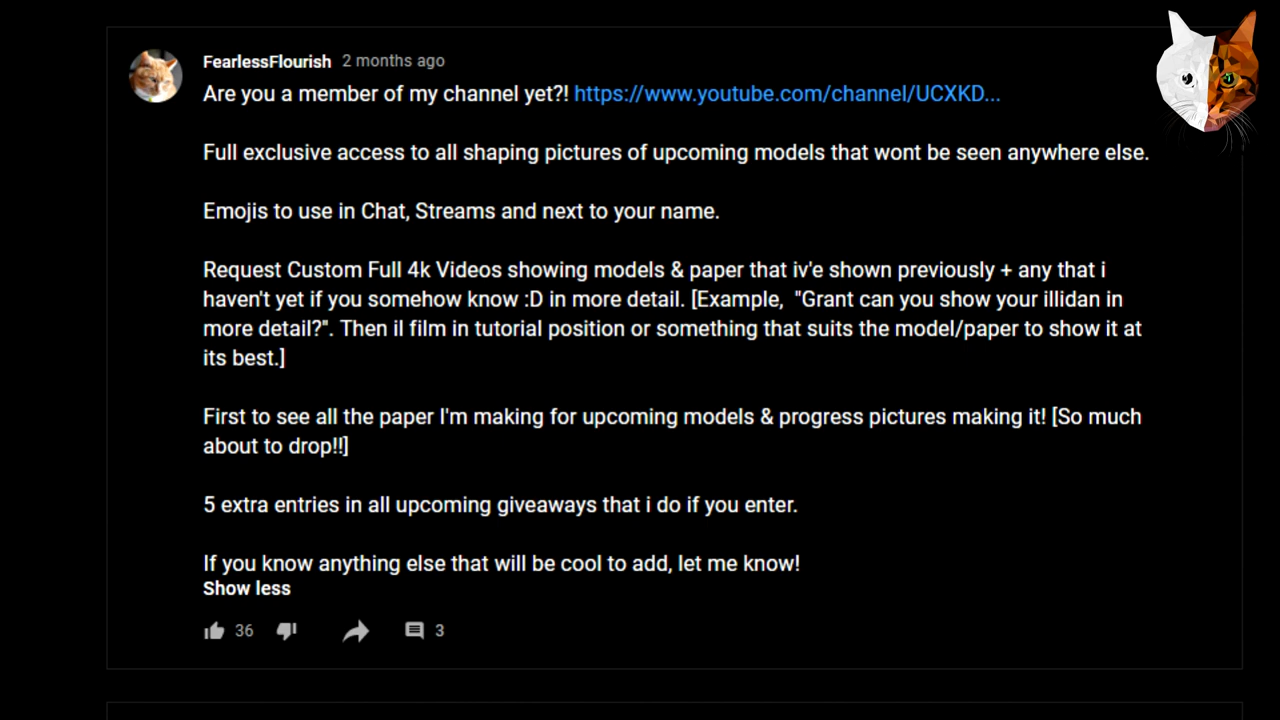 FearlessFlourish 2 months ago
Are you a member of my channel yet?! https://www.youtube.com/channel/UCXKD...
Full exclusive access to all shaping pictures of upcoming models that wont be seen anywhere else.
Emojis to use in Chat, Streams and next to your name.
Request Custom Full 4k Videos showing models & paper that iv'e shown previously + any that i
haven't yet if you somehow know :D in more detail. [Example,  "Grant can you show your illidan in
more detail?". Then il film in tutorial position or something that suits the model/paper to show it at
its best.]
First to see all the paper I'm making for upcoming models & progress pictures making it! [So much
about to drop!!]
5 extra entries in all upcoming giveaways that i do if you enter.
If you know anything else that will be cool to add, let me know!
Show less
36 3